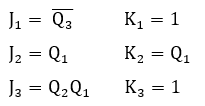 J₁ = Q̅₃ K₁ = 1
J₂ = Q₁ K₂ = Q₁
J₃ = Q₂Q₁ K₃ = 1